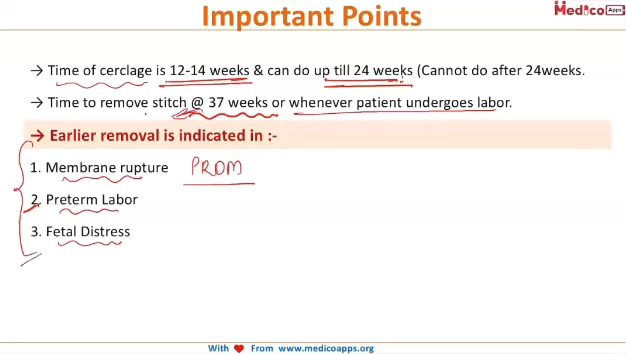 Important Points
Medico Apps
→ Time of cerclage is 12-14 weeks & can do up till 24 weeks (Cannot do after 24weeks.
→ Time to remove stitch @ 37 weeks or whenever patient undergoes labor.
→ Earlier removal is indicated in :-
1. Membrane rupture PROM
2. Preterm Labor
3. Fetal Distress
With ❤ From www.medicoapps.org